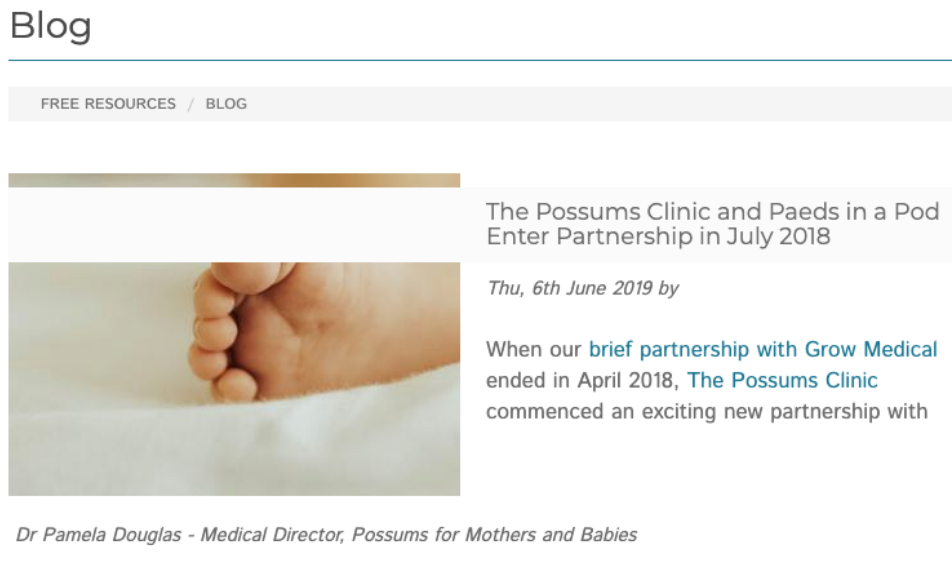 Blog
FREE RESOURCES / BLOG
The Possums Clinic and Paeds in a Pod
Enter Partnership in July 2018
Thu, 6th June 2019 by
When our brief partnership with Grow Medical
ended in April 2018, The Possums Clinic
commenced an exciting new partnership with
Dr Pamela Douglas - Medical Director, Possums for Mothers and Babies